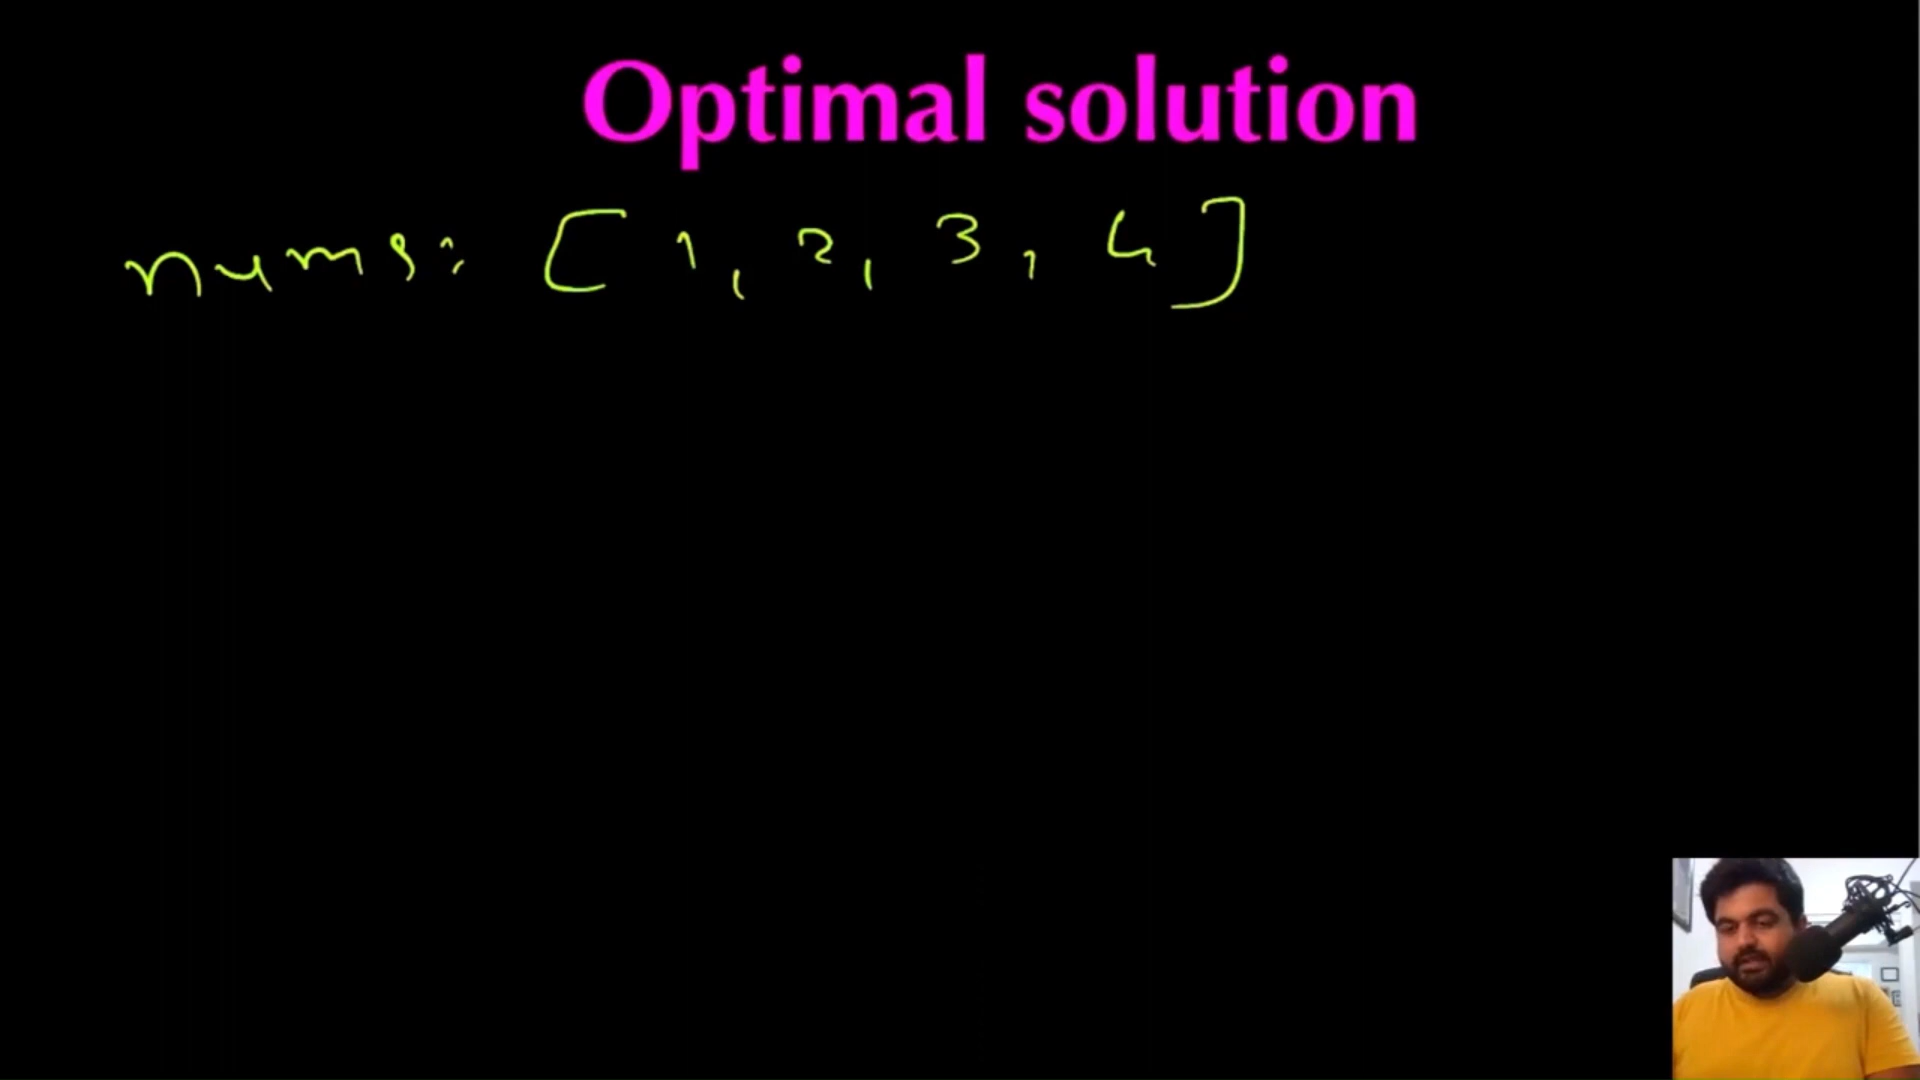 Optimal solution
nums: [ 1, 2, 3, 4 ]